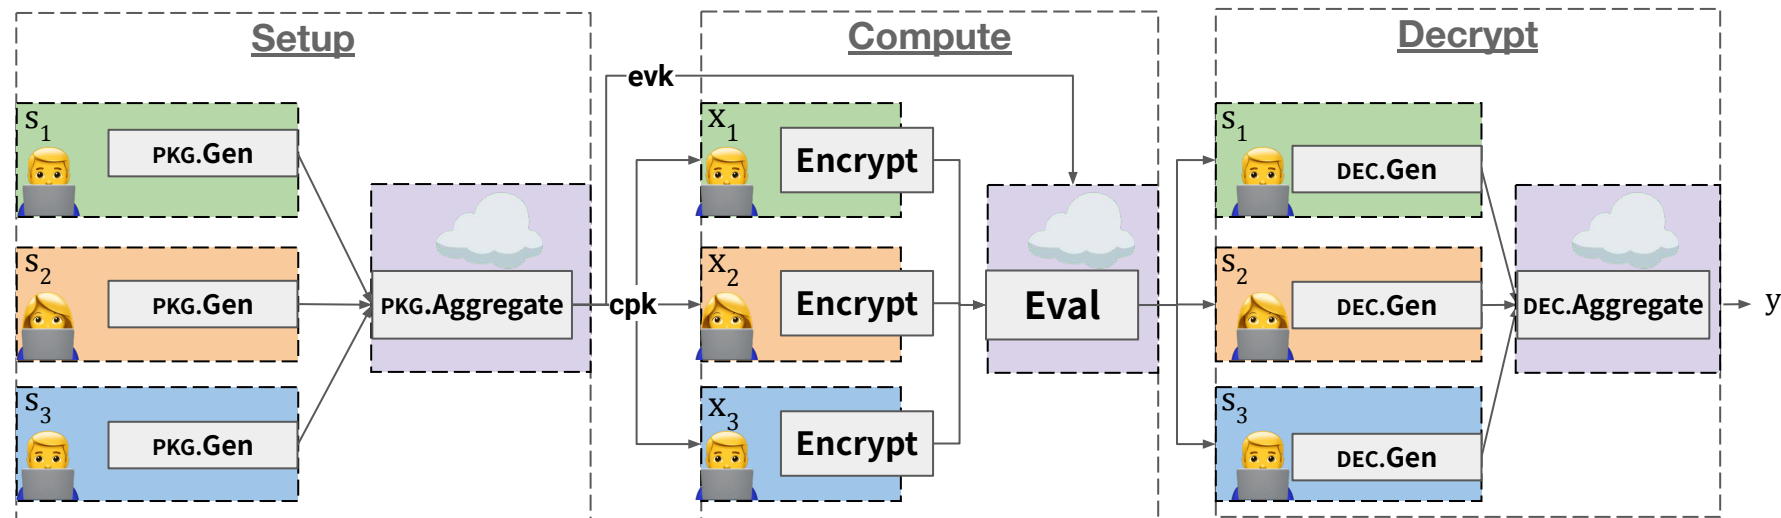 Setup
s1
PKG.Gen
s2
PKG.Gen
s3
PKG.Gen
PKG.Aggregate
evk
cpk
Compute
x1
Encrypt
x2
Encrypt
x3
Encrypt
Eval
Decrypt
s1
DEC.Gen
s2
DEC.Gen
s3
DEC.Gen
DEC.Aggregate
y